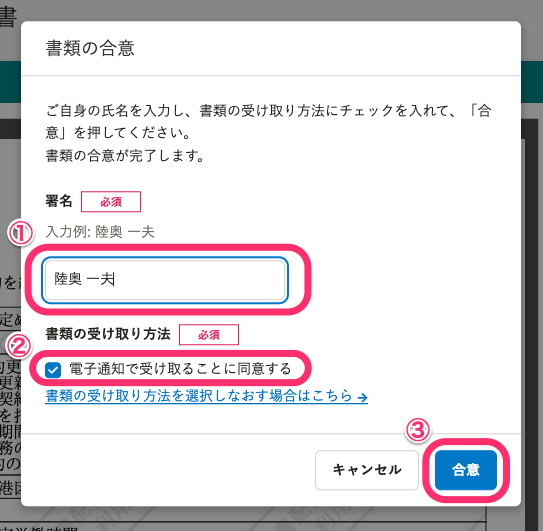 書
書類の合意
ご自身の氏名を入力し、書類の受け取り方法にチェックを入れて、「合
意」を押してください。
書類の合意が完了します。
署名 必須
①
入力例: 陸奥 一夫
陸奥 一夫
書類の受け取り方法 必須
②
電子通知で受け取ることに同意する
書類の受け取り方法を選択しなおす場合はこちら →
③
キャンセル 合意